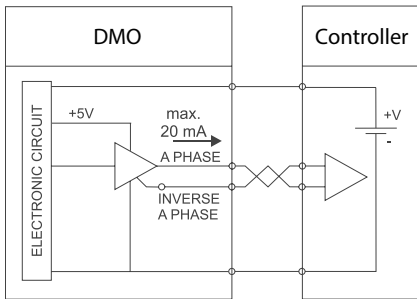 DMO
Controller
ELECTRONIC CIRCUIT
+5V
max.
20 mA
A PHASE
INVERSE
A PHASE
+V
-